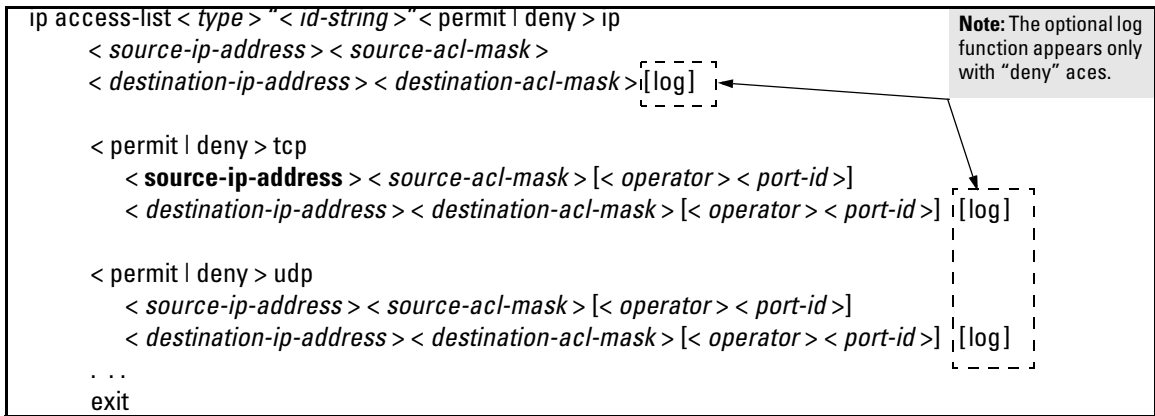 ip access-list < type > “< id-string >”< permit | deny > ip
< source-ip-address > < source-acl-mask >
< destination-ip-address > < destination-acl-mask > [log]
Note: The optional log
function appears only
with “deny” aces.
< permit | deny > tcp
< source-ip-address > < source-acl-mask > [< operator > < port-id >]
< destination-ip-address > < destination-acl-mask > [< operator > < port-id >] [log]
< permit | deny > udp
< source-ip-address > < source-acl-mask > [< operator > < port-id >]
< destination-ip-address > < destination-acl-mask > [< operator > < port-id >] [log]
. . .
exit